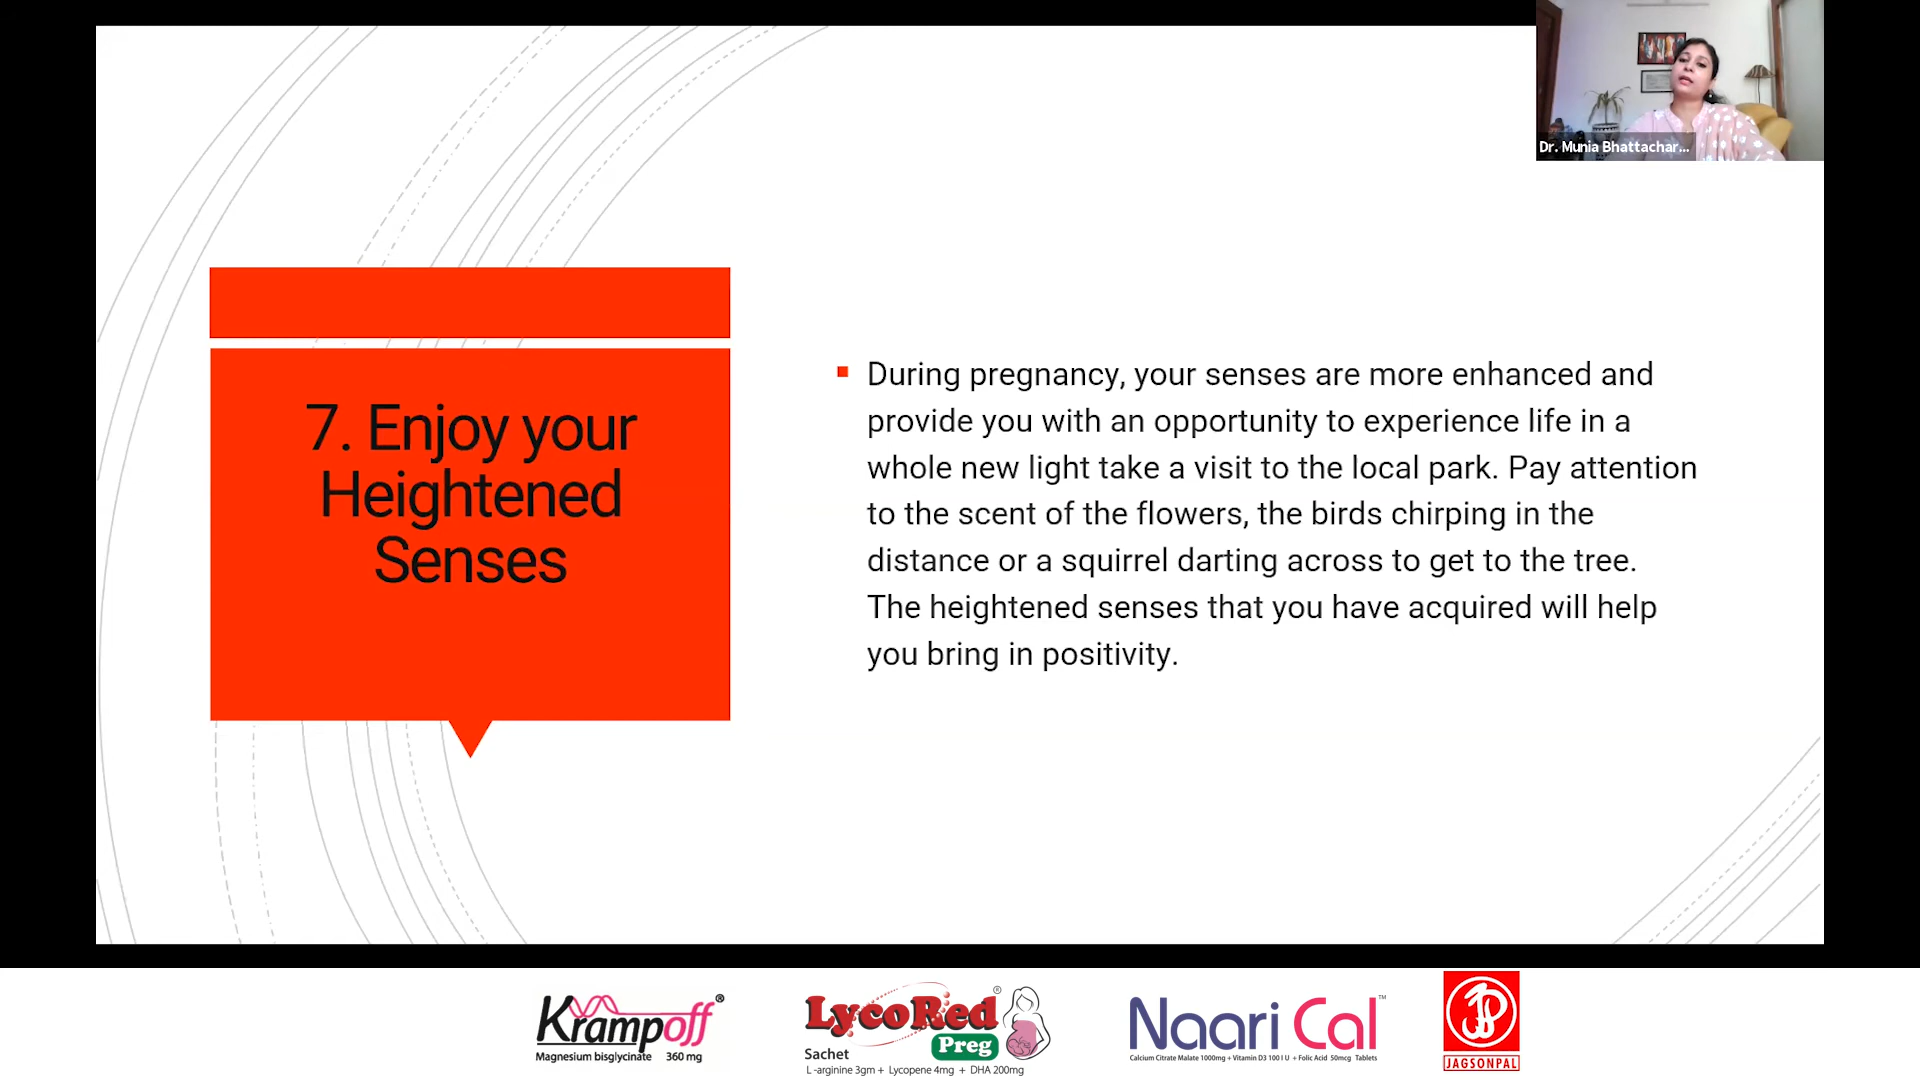 Dr. Munia Bhattachar...
7. Enjoy your
Heightened
Senses
During pregnancy, your senses are more enhanced and
provide you with an opportunity to experience life in a
whole new light take a visit to the local park. Pay attention
to the scent of the flowers, the birds chirping in the
distance or a squirrel darting across to get to the tree.
The heightened senses that you have acquired will help
you bring in positivity.
Krampoff®
Magnesium bisglycinate 360 mg
LycoRed®
Preg
Sachet
L-arginine 3gm + Lycopene 4mg + DHA 200mg
Naari Cal™
Calcium Citrate Malate 1000mg + Vitamin D3 100 I U + Folic Acid 50mcg Tablets
JAGSONPAL